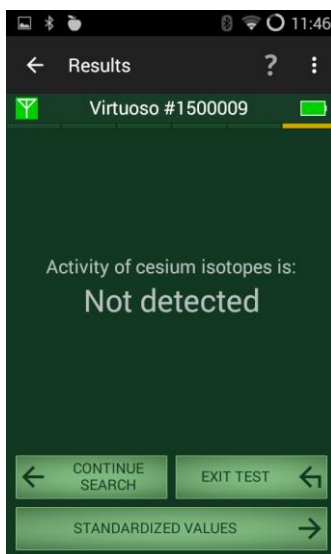 11:46
Results ?
Virtuoso #1500009
Activity of cesium isotopes is:
Not detected
CONTINUE
SEARCH
EXIT TEST
STANDARDIZED VALUES